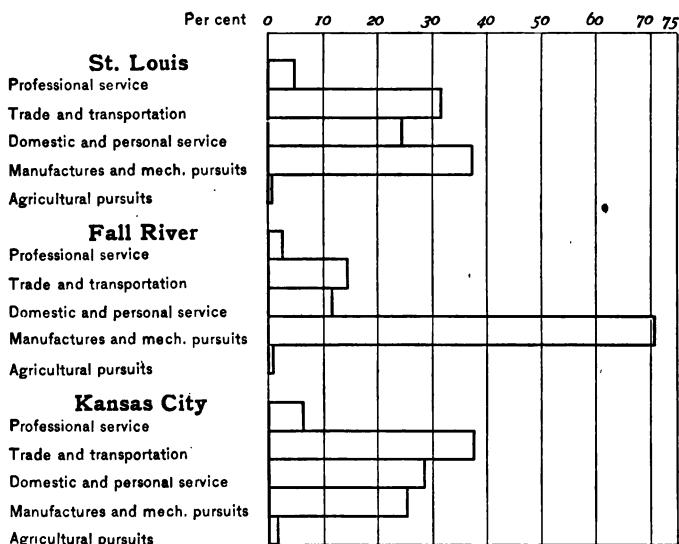 Per cent 0 10 20 30 40 50 60 70 75
St. Louis
Professional service
Trade and transportation
Domestic and personal service
Manufactures and mech. pursuits
Agricultural pursuits
Fall River
Professional service
Trade and transportation
Domestic and personal service
Manufactures and mech. pursuits
Agricultural pursuits
Kansas City
Professional service
Trade and transportation
Domestic and personal service
Manufactures and mech. pursuits
Agricultural pursuits